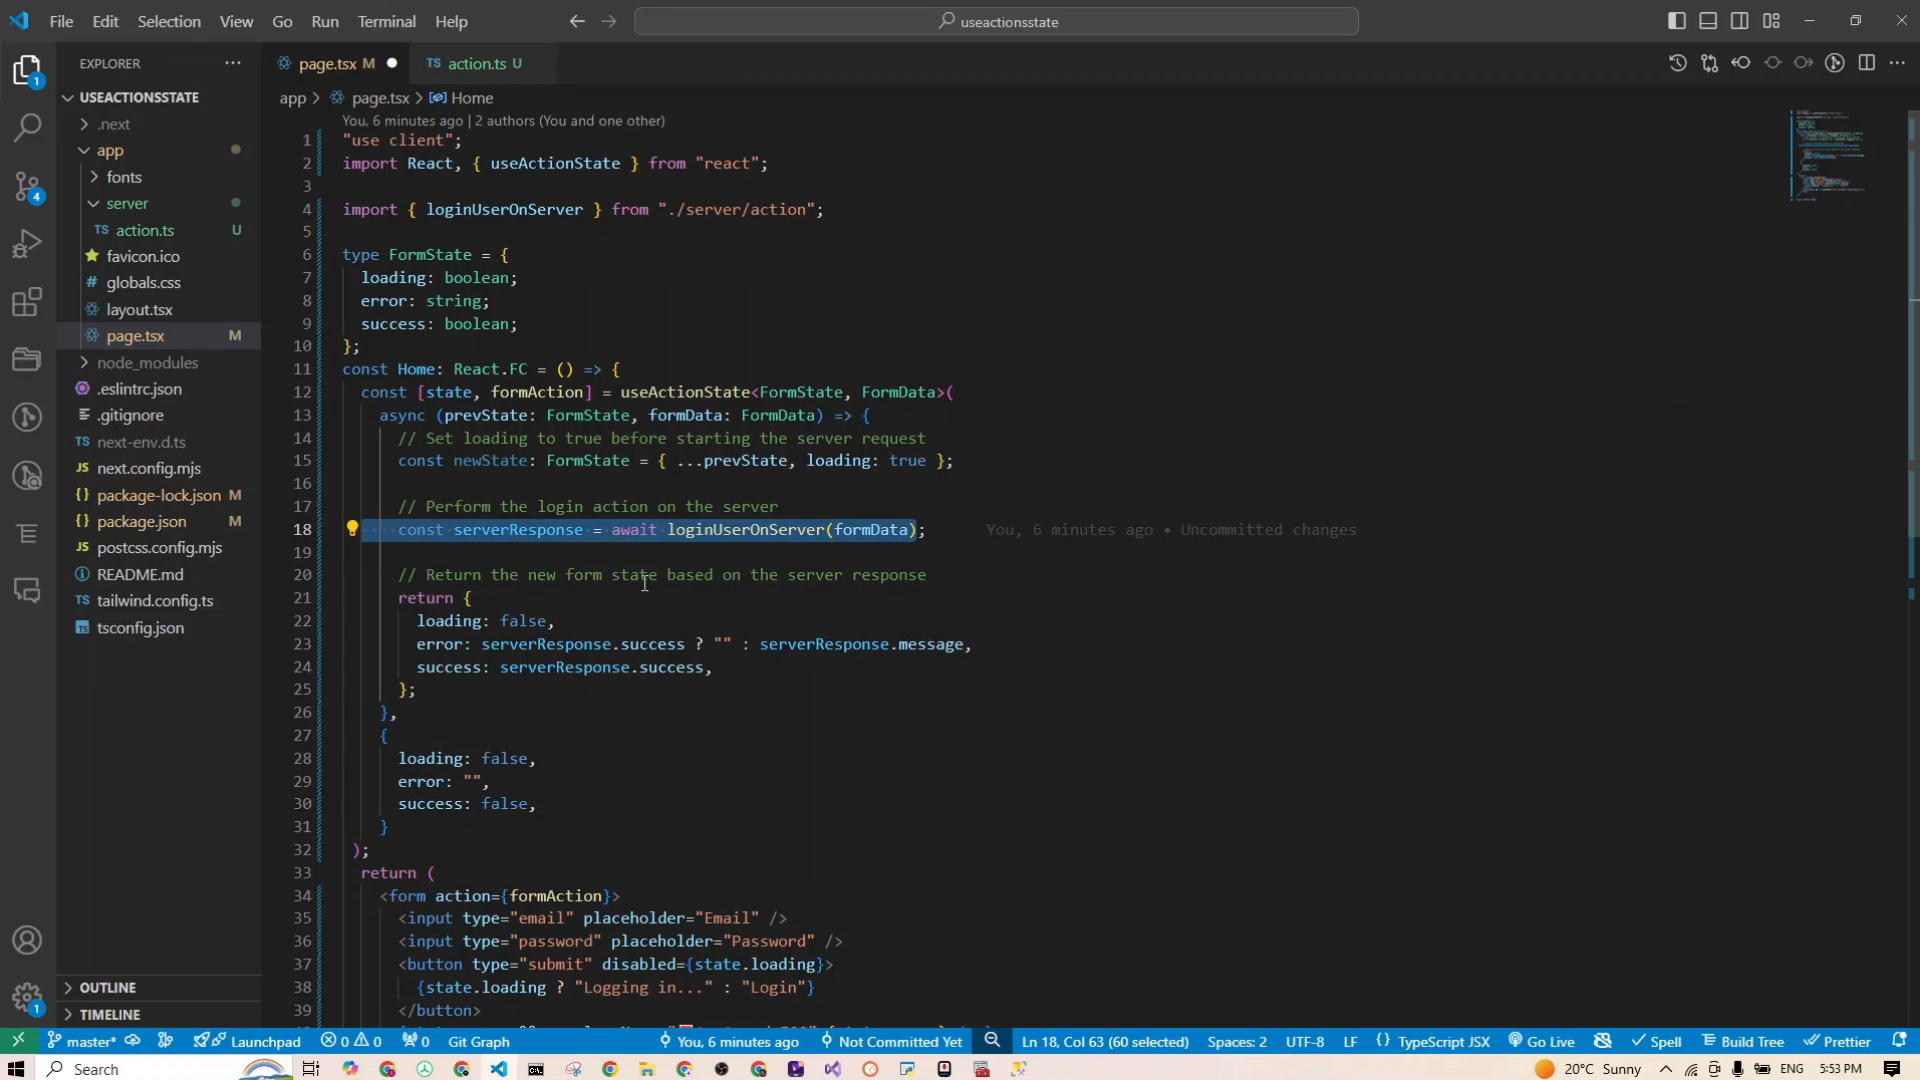 File Edit Selection View Go Run Terminal Help
useactionsstate
EXPLORER
page.tsx M
TS action.ts U
USEACTIONSSTATE
.next
app
fonts
server
TS action.ts U
favicon.ico
# globals.css
layout.tsx
page.tsx M
node_modules
.eslintrc.json
.gitignore
TS next-env.d.ts
JS next.config.mjs
{} package-lock.json M
{} package.json M
JS postcss.config.mjs
README.md
TS tailwind.config.ts
tsconfig.json
OUTLINE
TIMELINE
1
4
1
app > page.tsx > Home
You, 6 minutes ago | 2 authors (You and one other)
1 "use client";
2 import React, { useActionState } from "react";
3
4 import { loginUserOnServer } from "./server/action";
5
6 type FormState = {
7 loading: boolean;
8 error: string;
9 success: boolean;
10 };
11 const Home: React.FC = () => {
12 const [state, formAction] = useActionState<FormState, FormData>(
13 async (prevState: FormState, formData: FormData) => {
14 // Set loading to true before starting the server request
15 const newState: FormState = { ...prevState, loading: true };
16
17 // Perform the login action on the server
18 const serverResponse = await loginUserOnServer(formData); You, 6 minutes ago • Uncommitted changes
19
20 // Return the new form state based on the server response
21 return {
22 loading: false,
23 error: serverResponse.success ? "" : serverResponse.message,
24 success: serverResponse.success,
25 };
26 },
27 {
28 loading: false,
29 error: "",
30 success: false,
31 }
32 );
33 return (
34 <form action={formAction}>
35 <input type="email" placeholder="Email" />
36 <input type="password" placeholder="Password" />
37 <button type="submit" disabled={state.loading}>
38 {state.loading ? "Logging in..." : "Login"}
39 </button>
master* Launchpad 0 0 0 Git Graph You, 6 minutes ago Not Committed Yet Ln 18, Col 63 (60 selected) Spaces: 2 UTF-8 LF {} TypeScript JSX Go Live Spell Build Tree Prettier
Search 20°C Sunny ENG 5:53 PM